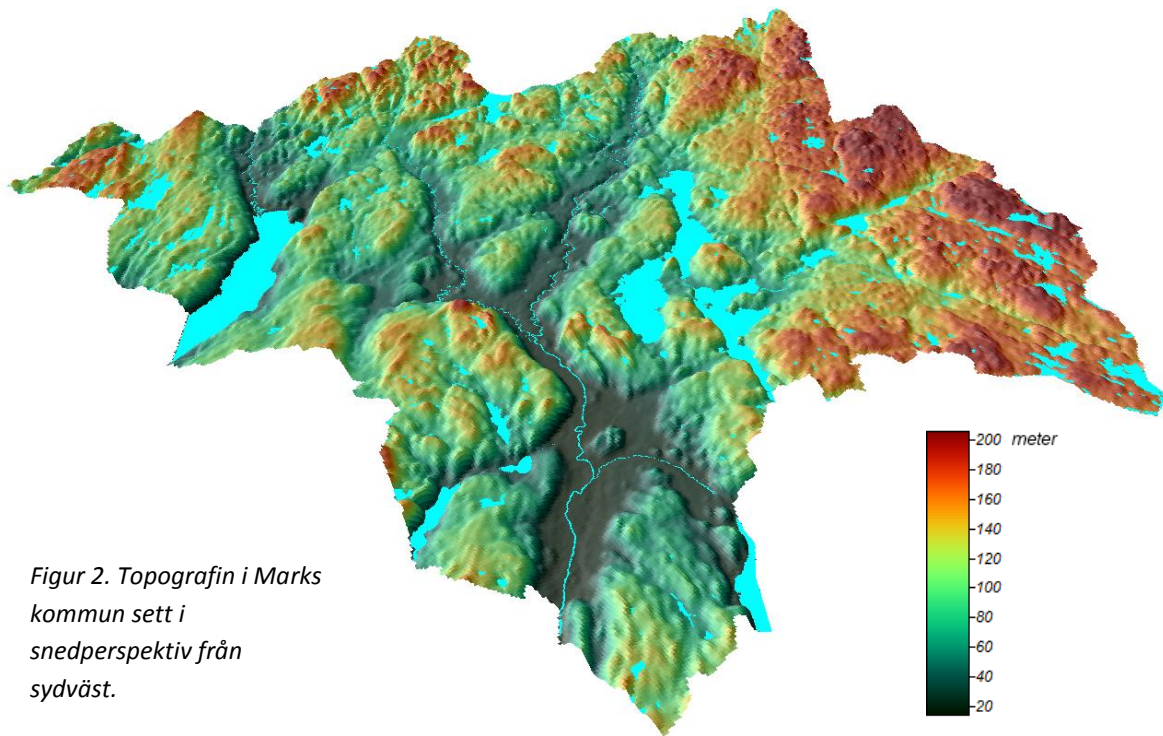 Figur 2. Topografin i Marks
kommun sett i
snedperspektiv från
sydväst.
200 meter
180
160
140
120
100
80
60
40
20